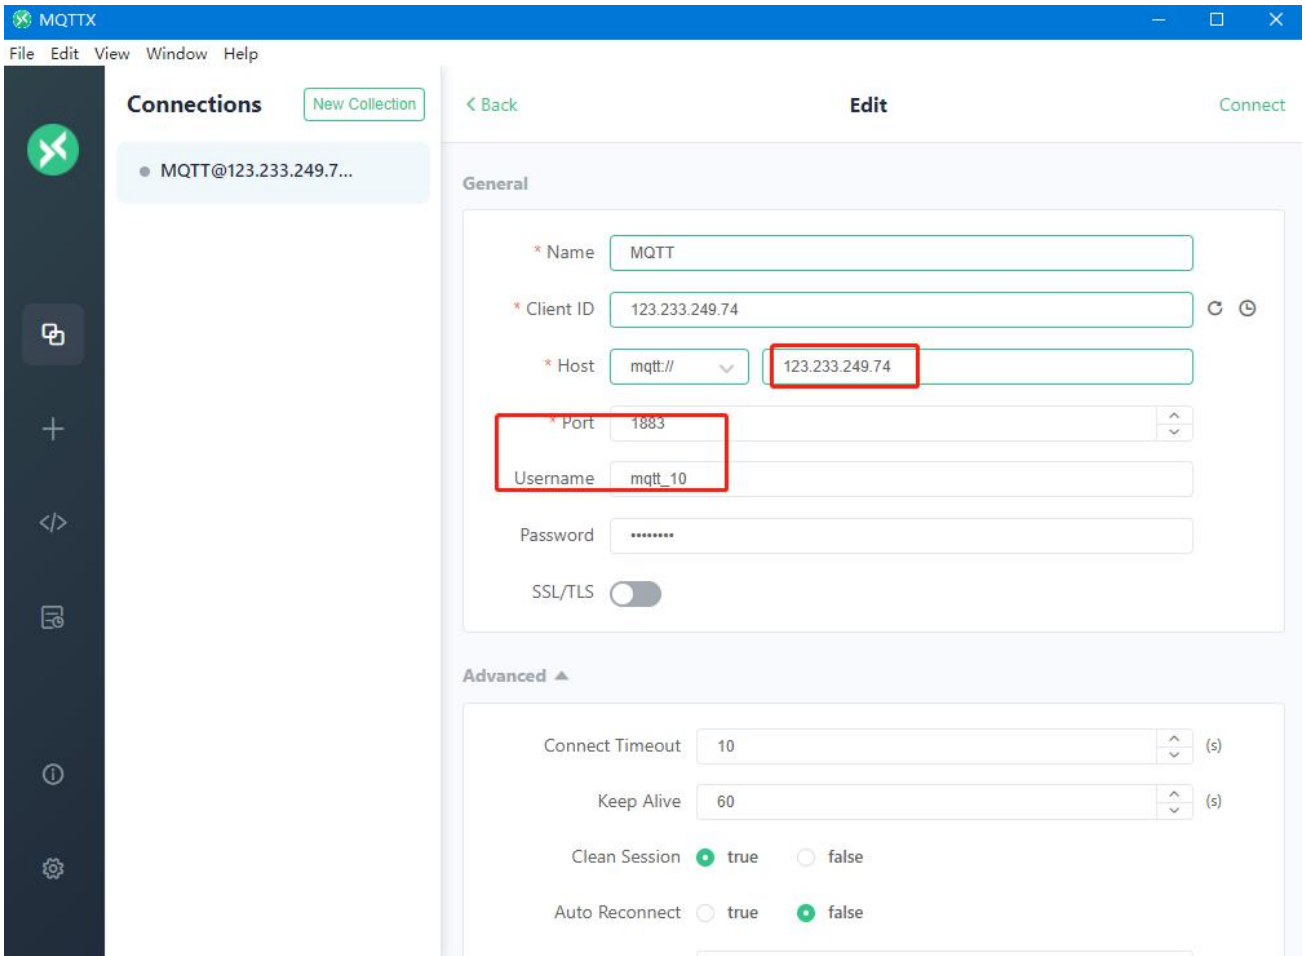 MQTTX
File Edit View Window Help
Connections
New Collection
MQTT@123.233.249.7...
< Back
Edit
Connect
General
* Name MQTT
* Client ID 123.233.249.74
* Host mqtt:// 123.233.249.74
* Port 1883
Username mqtt_10
Password ••••••••
SSL/TLS
Advanced
Connect Timeout 10 (s)
Keep Alive 60 (s)
Clean Session true false
Auto Reconnect true false